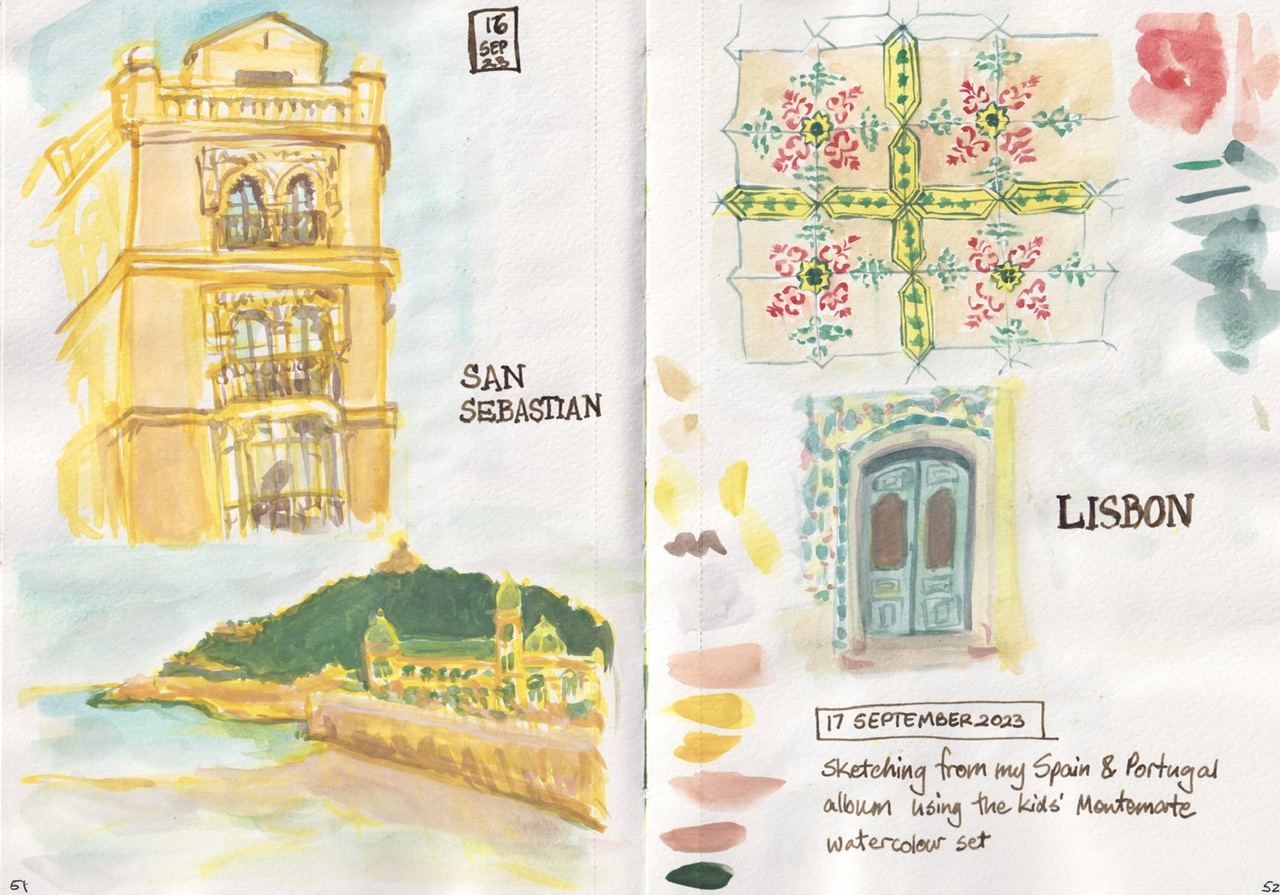 16
SEP
23
SAN
SEBASTIAN
51
LISBON
17 SEPTEMBER 2023
Sketching from my Spain & Portugal
album using the kids' Montemarte
watercolour set
52